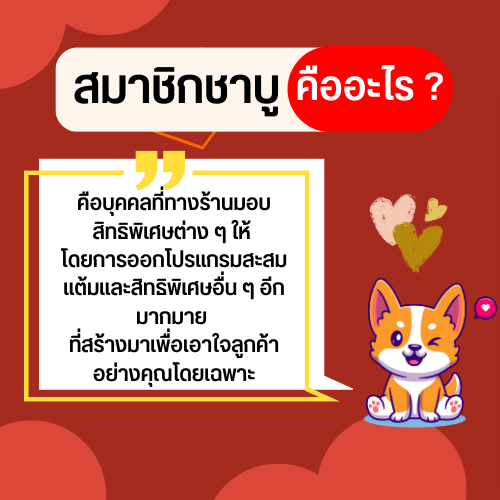 สมาชิกชาบู คืออะไร ?
คือบุคคลที่ทางร้านมอบ
สิทธิพิเศษต่าง ๆ ให้
โดยการออกโปรแกรมสะสม
แต้มและสิทธิพิเศษอื่น ๆ อีก
มากมาย
ที่สร้างมาเพื่อเอาใจลูกค้า
อย่างคุณโดยเฉพาะ